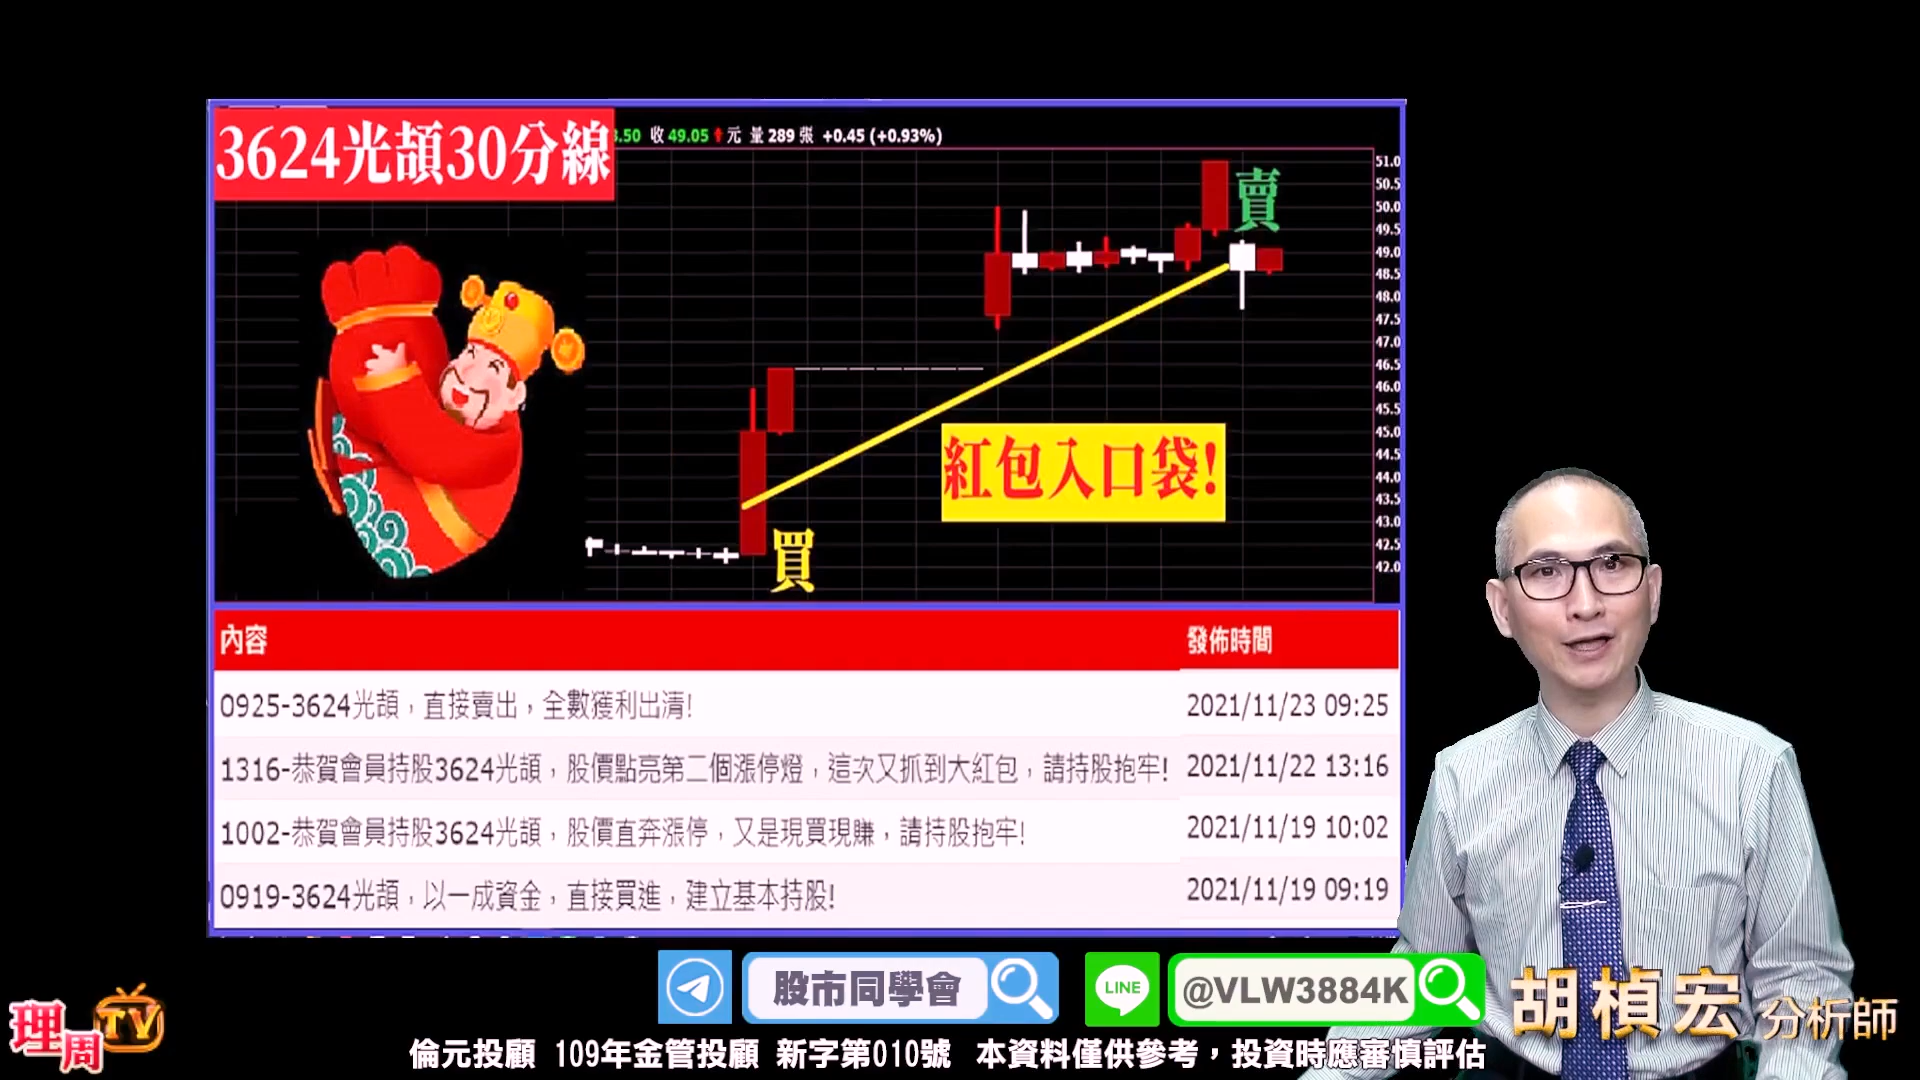 3624光頡30分線
3.50 收 49.05 元 量 289 張 +0.45 (+0.93%)
51.0
50.5
50.0
49.5
49.0
48.5
48.0
47.5
47.0
46.5
46.0
45.5
45.0
44.5
44.0
43.5
43.0
42.5
42.0
賣
紅包入口袋!
買
內容 發佈時間
0925-3624光頡，直接賣出，全數獲利出清! 2021/11/23 09:25
1316-恭賀會員持股3624光頡，股價點亮第二個漲停燈，這次又抓到大紅包，請持股抱牢! 2021/11/22 13:16
1002-恭賀會員持股3624光頡，股價直奔漲停，又是現買現賺，請持股抱牢! 2021/11/19 10:02
0919-3624光頡，以一成資金，直接買進，建立基本持股! 2021/11/19 09:19
股市同學會
LINE
@VLW3884K
胡楨宏 分析師
理周TV
倫元投顧 109年金管投顧 新字第010號 本資料僅供參考，投資時應審慎評估